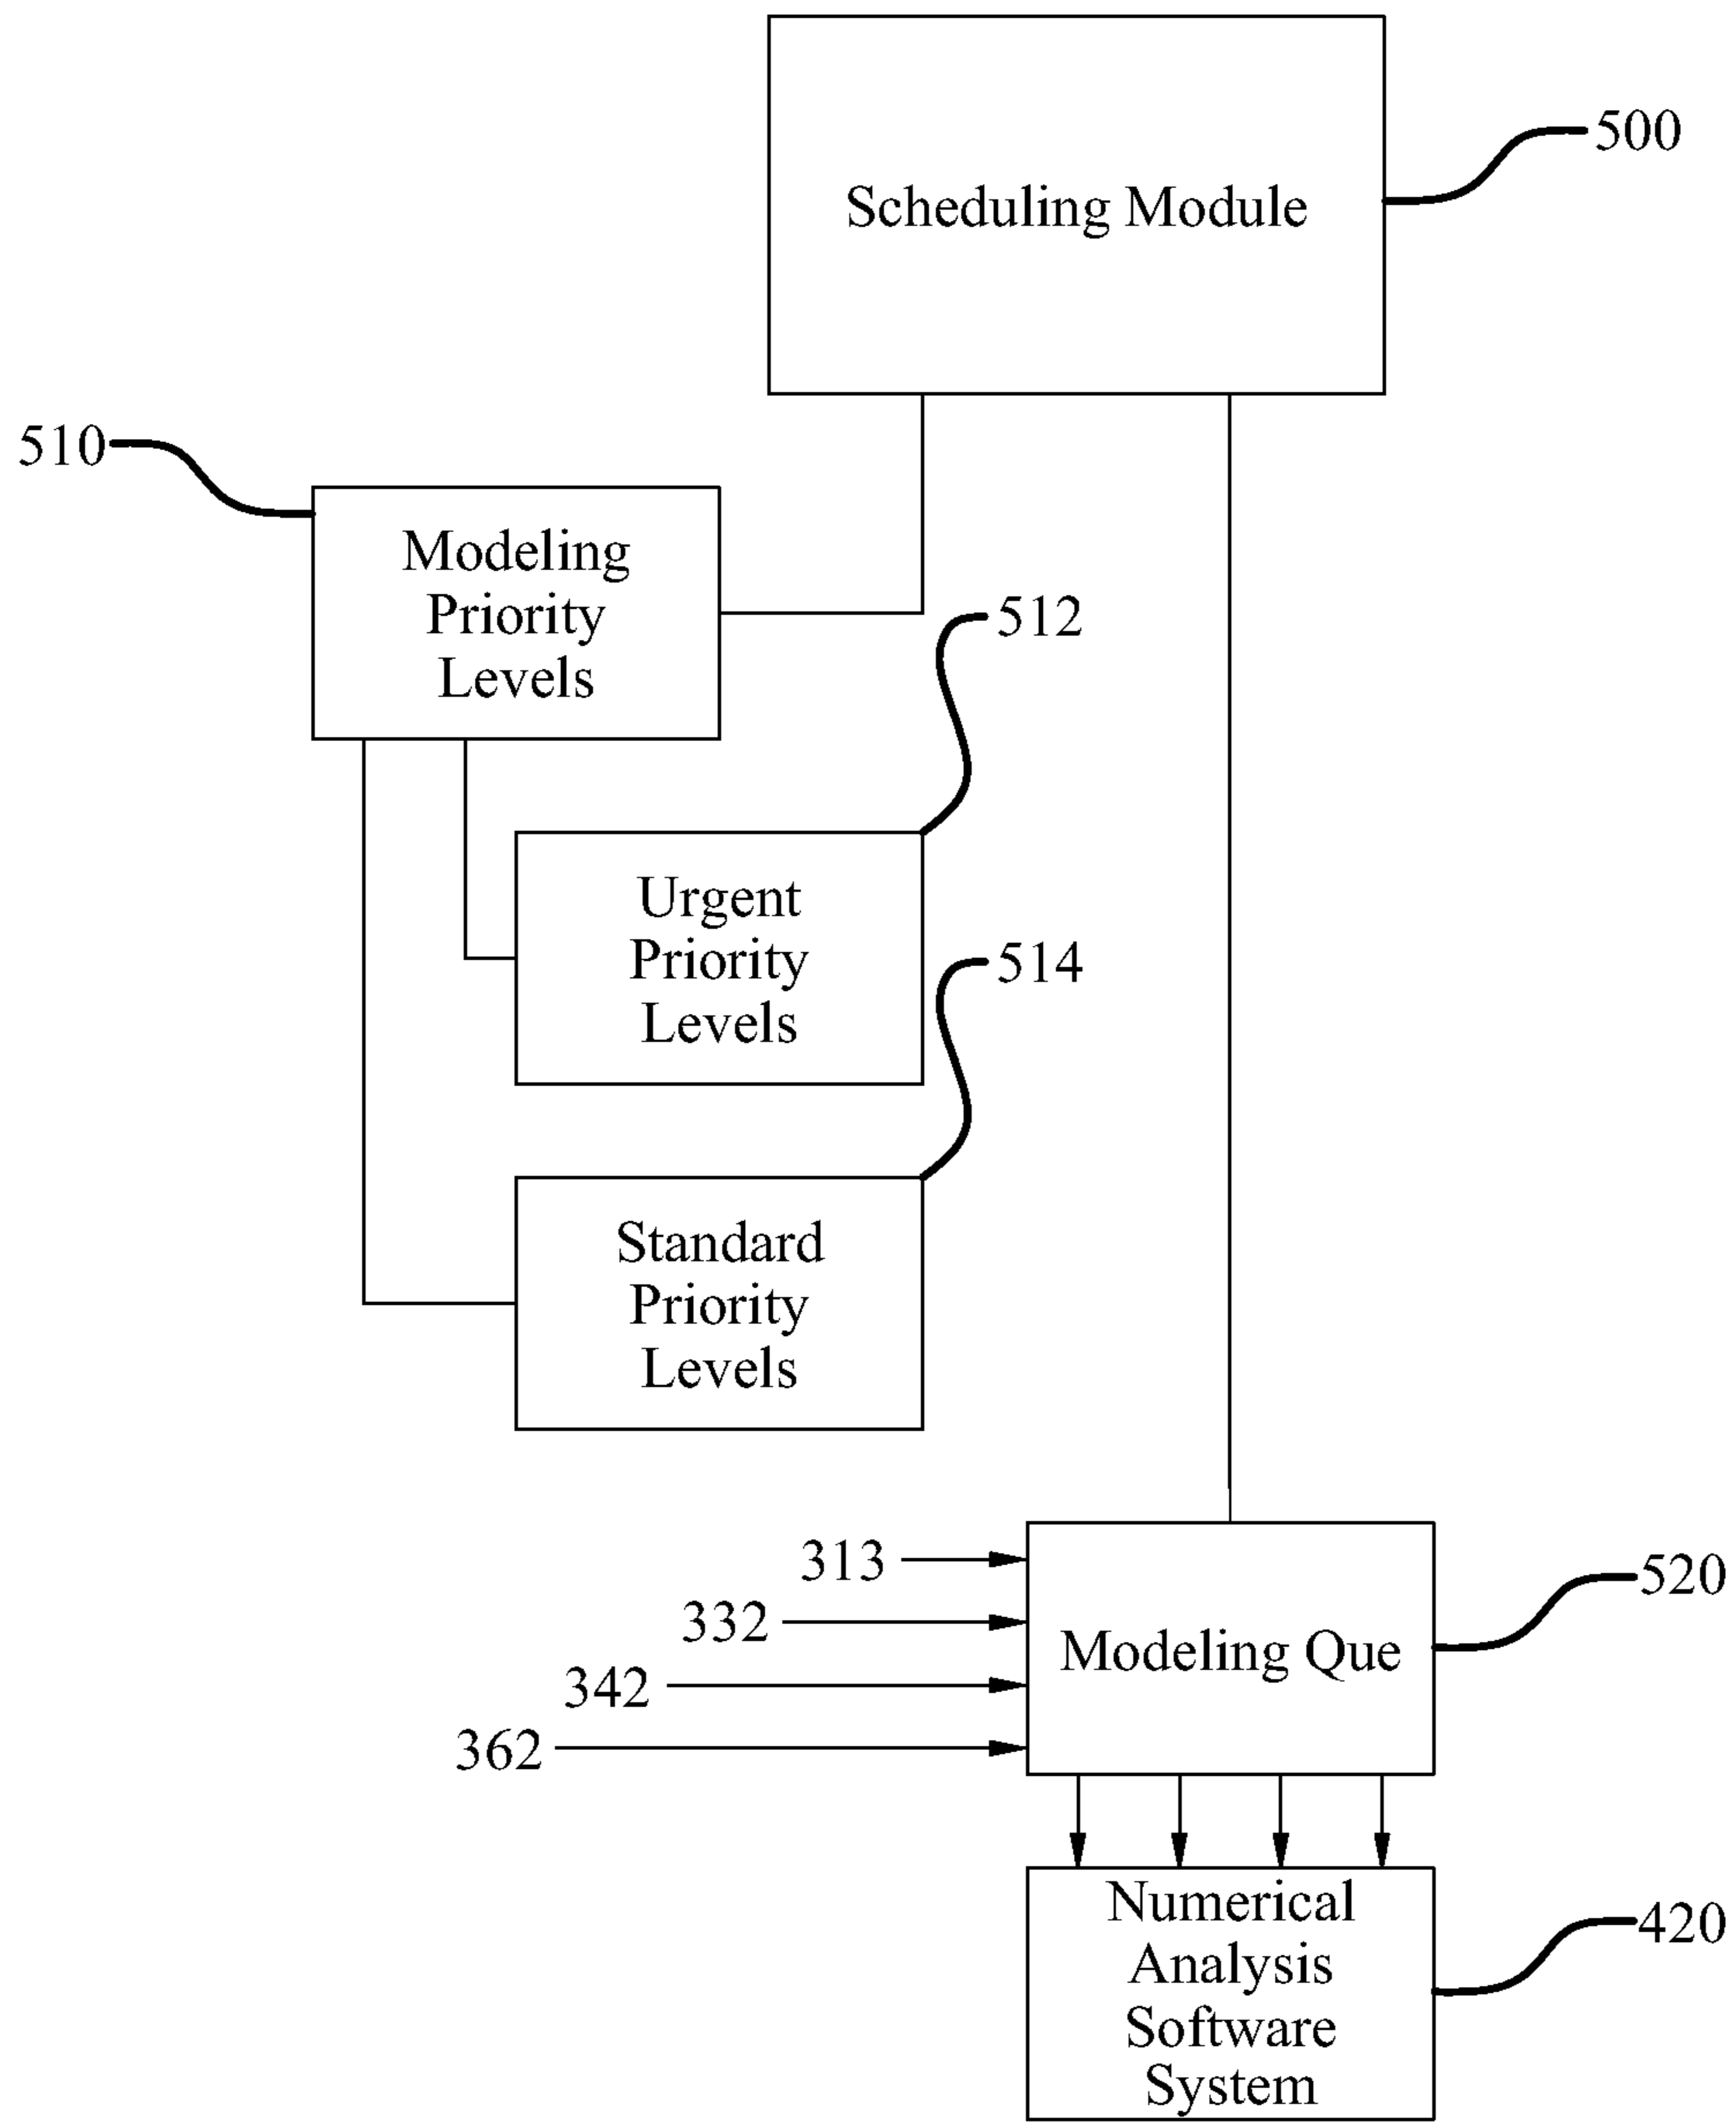 500
Scheduling Module
510
Modeling
Priority
Levels
512
Urgent
Priority
Levels
514
Standard
Priority
Levels
313
332
342
362
Modeling Que
520
Numerical
Analysis
Software
System
420